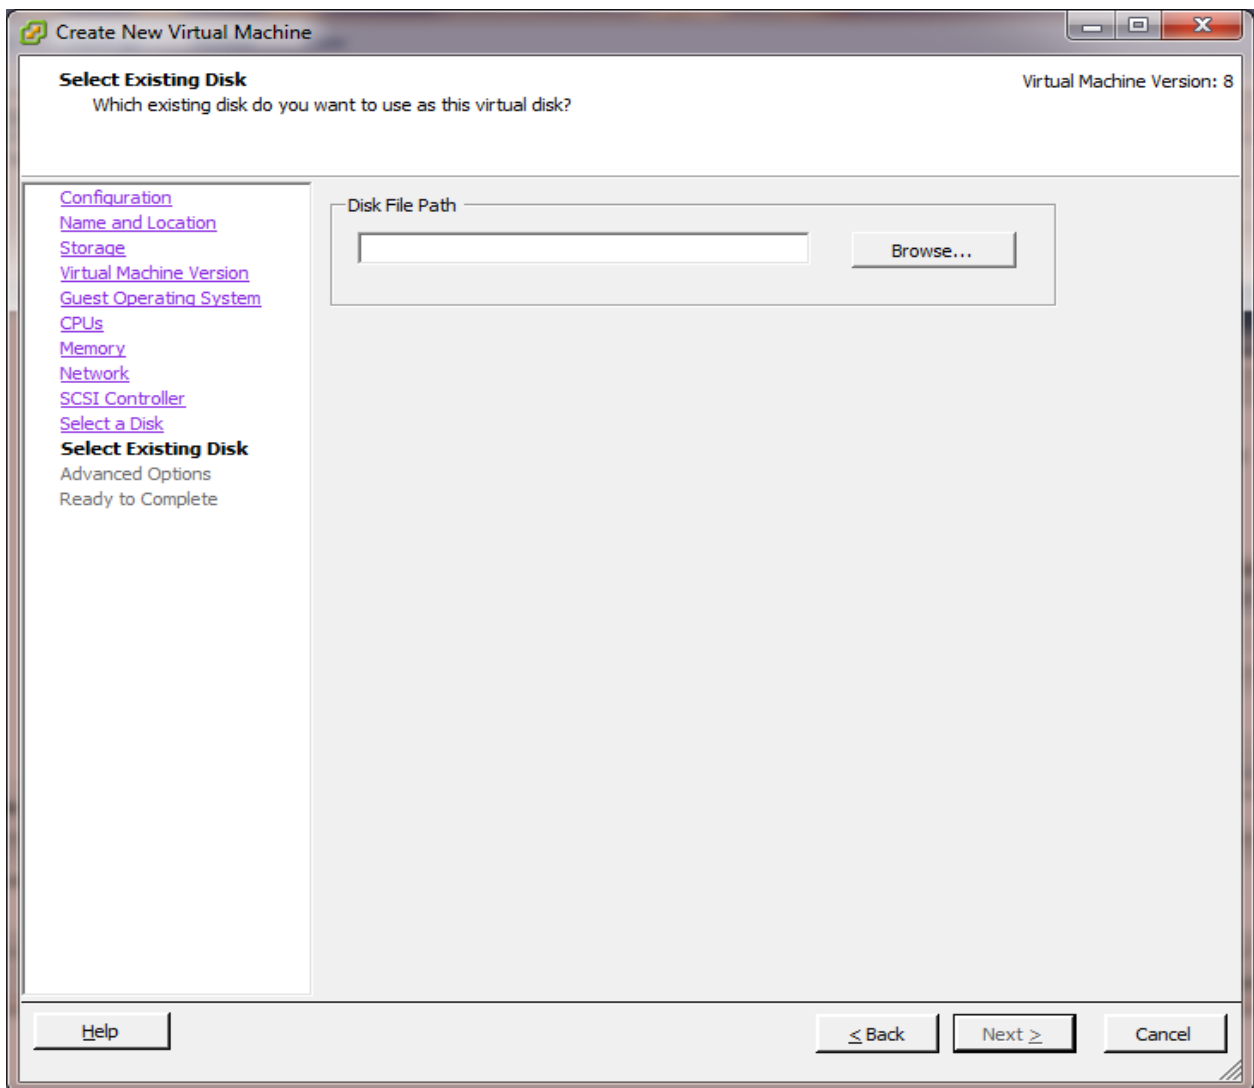 Create New Virtual Machine
Select Existing Disk
Virtual Machine Version: 8
Which existing disk do you want to use as this virtual disk?
Configuration
Name and Location
Storage
Virtual Machine Version
Guest Operating System
CPUs
Memory
Network
SCSI Controller
Select a Disk
Select Existing Disk
Advanced Options
Ready to Complete
Disk File Path
Browse...
Help
< Back
Next >
Cancel